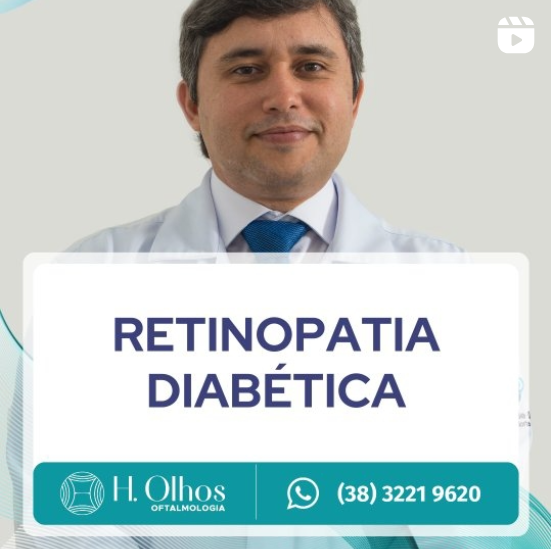 RETINOPATIA
DIABÉTICA
H. Olhos
OFTALMOLOGIA
(38) 3221 9620